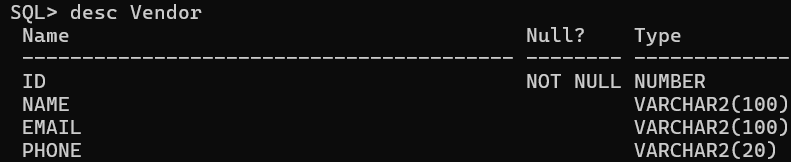 SQL> desc Vendor
Name Null? Type
----------------------------------------- -------- -------------
ID NOT NULL NUMBER
NAME VARCHAR2(100)
EMAIL VARCHAR2(100)
PHONE VARCHAR2(20)